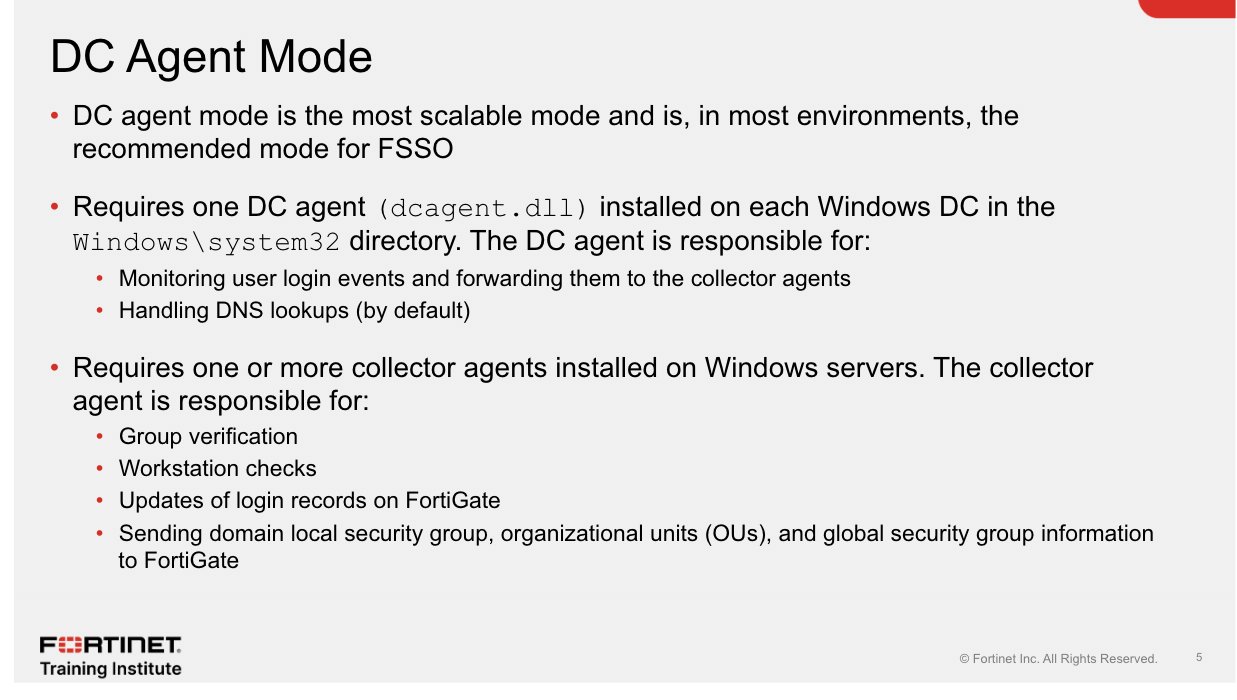 DC Agent Mode
• DC agent mode is the most scalable mode and is, in most environments, the
recommended mode for FSSO
• Requires one DC agent (dcagent.dll) installed on each Windows DC in the
Windows\system32 directory. The DC agent is responsible for:
• Monitoring user login events and forwarding them to the collector agents
• Handling DNS lookups (by default)
• Requires one or more collector agents installed on Windows servers. The collector
agent is responsible for:
• Group verification
• Workstation checks
• Updates of login records on FortiGate
• Sending domain local security group, organizational units (OUs), and global security group information
to FortiGate
FORTINET
Training Institute
© Fortinet Inc. All Rights Reserved.
5